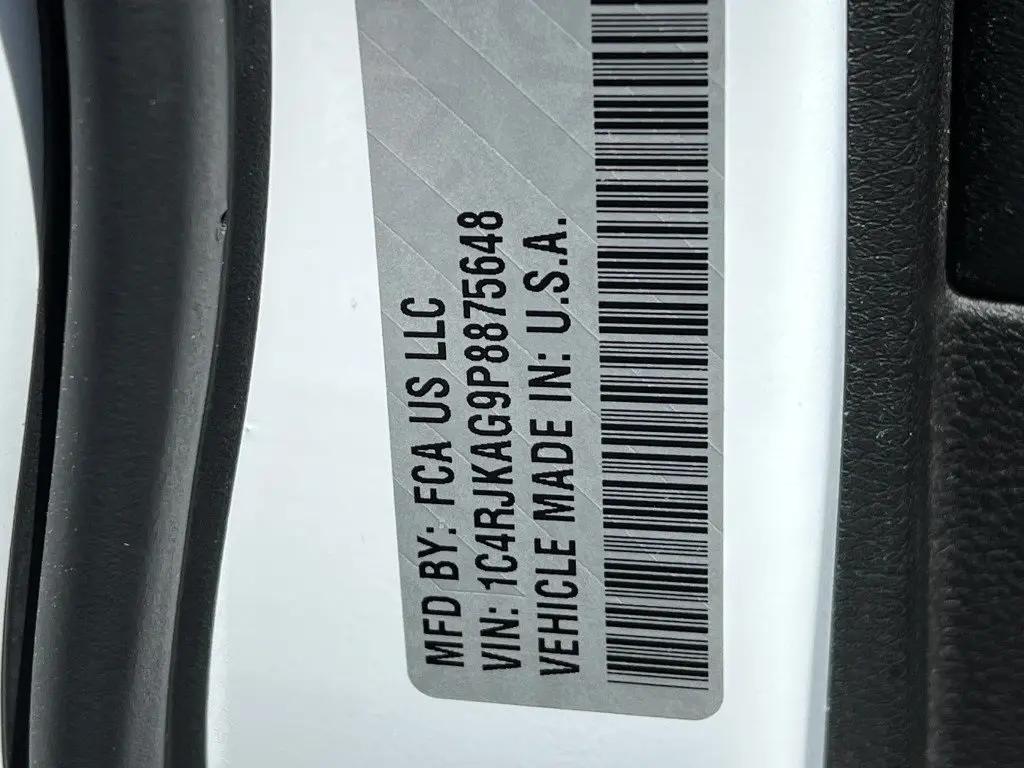 MFD BY: FCA US LLC
VIN: 1C4RJKAG9P8875648
VEHICLE MADE IN: U.S.A.